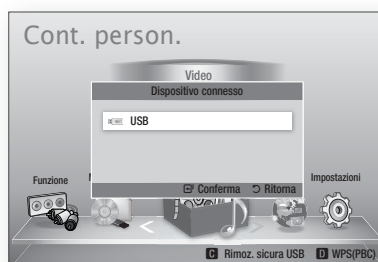 Cont. person.
Video
Dispositivo connesso
USB
Conferma Ritorna
Funzione
Impostazioni
C Rimoz. sicura USB D WPS(PBC)